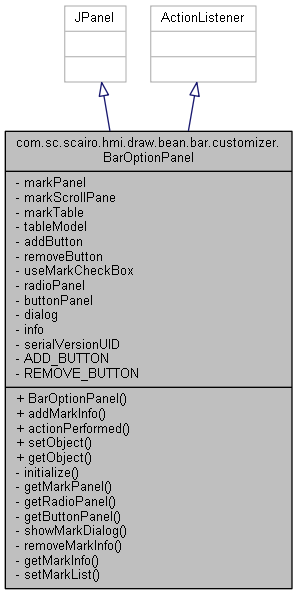 JPanel
ActionListener
com.sc.scairo.hmi.draw.bean.bar.customizer.
BarOptionPanel
- markPanel
- markScrollPane
- markTable
- tableModel
- addButton
- removeButton
- useMarkCheckBox
- radioPanel
- buttonPanel
- dialog
- info
- serialVersionUID
- ADD_BUTTON
- REMOVE_BUTTON
+ BarOptionPanel()
+ addMarkInfo()
+ actionPerformed()
+ setObject()
+ getObject()
- initialize()
- getMarkPanel()
- getRadioPanel()
- getButtonPanel()
- showMarkDialog()
- removeMarkInfo()
- getMarkInfo()
- setMarkList()